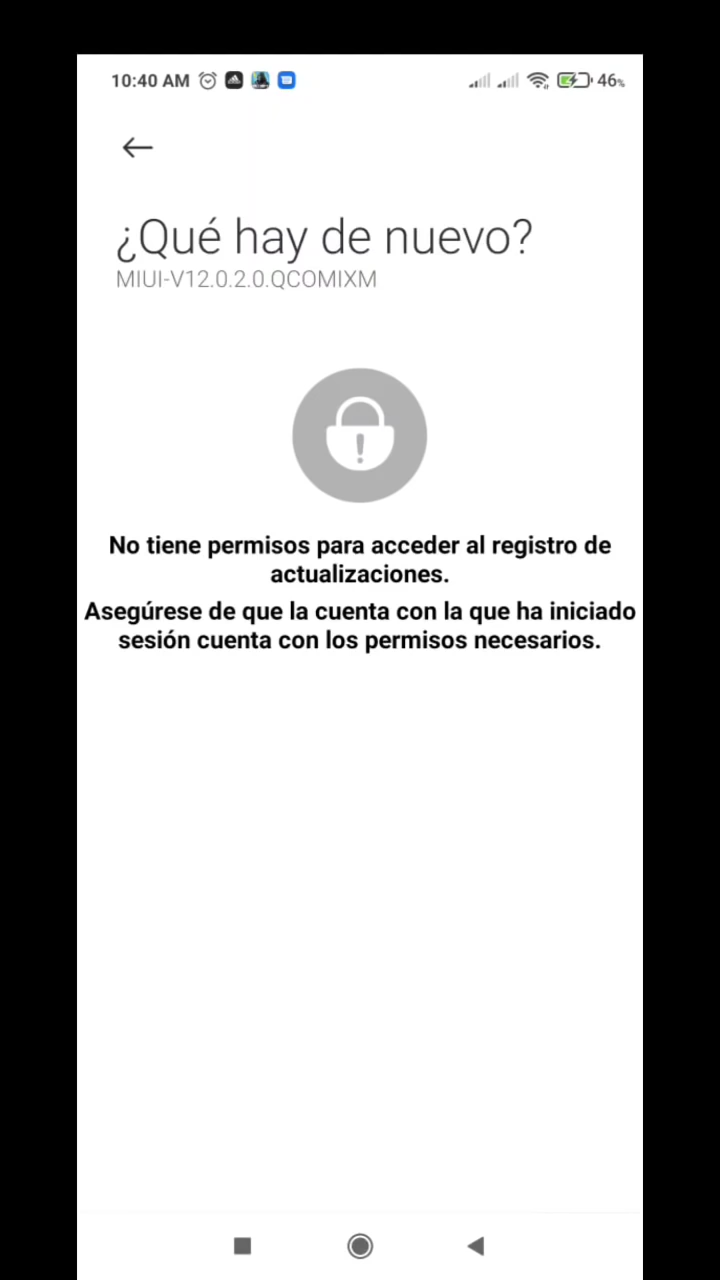 10:40 AM 46%
¿Qué hay de nuevo?
MIUI-V12.0.2.0.QCOMIXM
No tiene permisos para acceder al registro de
actualizaciones.
Asegúrese de que la cuenta con la que ha iniciado
sesión cuenta con los permisos necesarios.